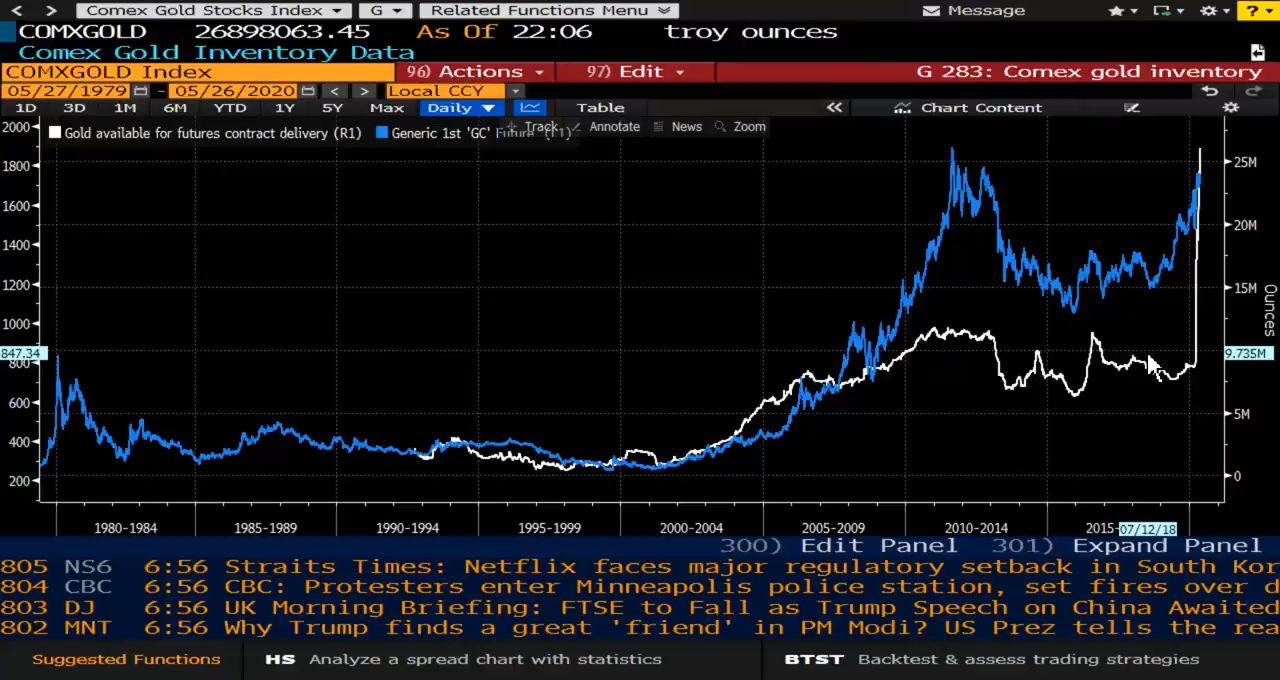 < > Comex Gold Stocks Index G Related Functions Menu Message ?
COMXGOLD 26898063.45 As Of 22:06 troy ounces
Comex Gold Inventory Data
COMXGOLD Index 96) Actions 97) Edit G 283: Comex gold inventory
05/27/1979 - 05/26/2020 < > Local CCY
1D 3D 1M 6M YTD 1Y 5Y Max Daily Table « Chart Content
Track Annotate News Zoom
Gold available for futures contract delivery (R1) Generic 1st 'GC' Future (L1)
2000
1800
1600
1400
1200
1000
847.34
800
600
400
200
25M
20M
15M
9.735M
5M
0
Ounces
1980-1984 1985-1989 1990-1994 1995-1999 2000-2004 2005-2009 2010-2014 2015- 07/12/18
300) Edit Panel 301) Expand Panel
805 NS6 6:56 Straits Times: Netflix faces major regulatory setback in South Kor
804 CBC 6:56 CBC: Protesters enter Minneapolis police station, set fires over d
803 DJ 6:56 UK Morning Briefing: FTSE to Fall as Trump Speech on China Awaited
802 MNT 6:56 Why Trump finds a great 'friend' in PM Modi? US Prez tells the rea
Suggested Functions HS Analyze a spread chart with statistics BTST Backtest & assess trading strategies